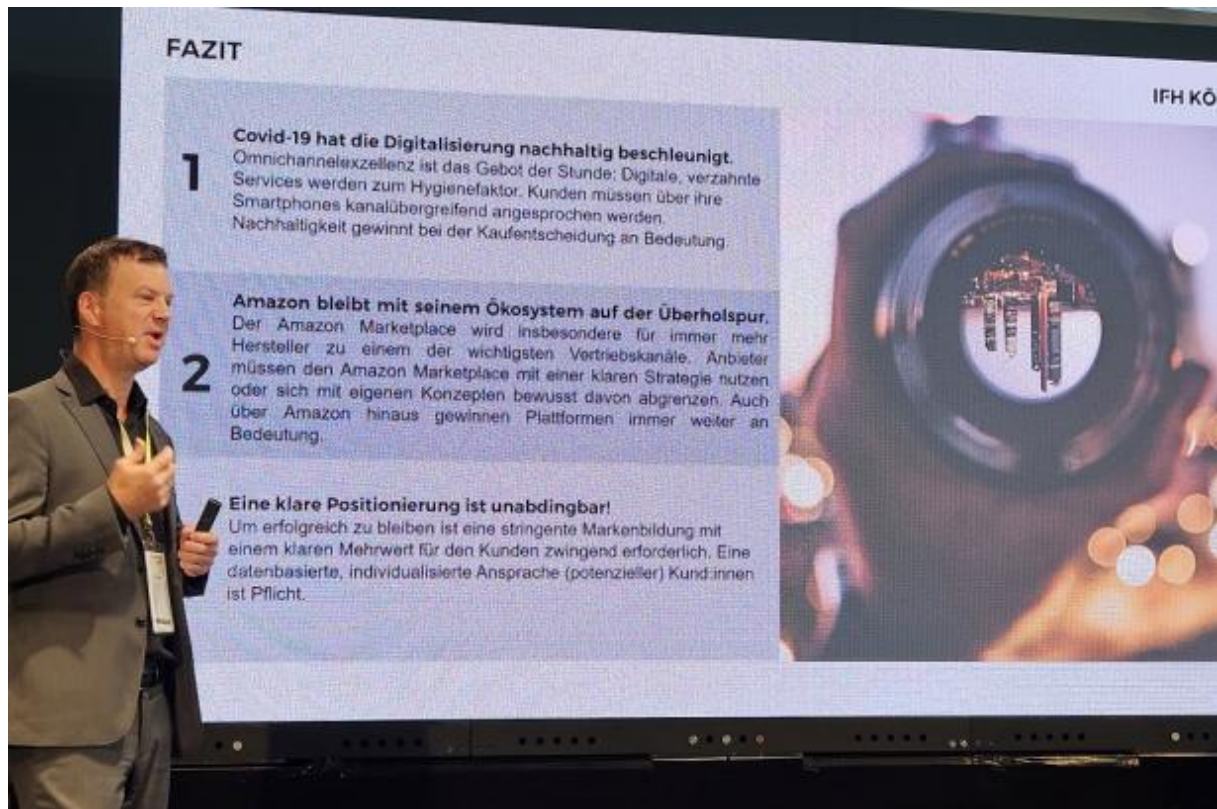 FAZIT
IFH KÖ
1
Covid-19 hat die Digitalisierung nachhaltig beschleunigt.
Omnichannelexzellenz ist das Gebot der Stunde: Digitale, verzahnte
Services werden zum Hygienefaktor. Kunden müssen über ihre
Smartphones kanalübergreifend angesprochen werden.
Nachhaltigkeit gewinnt bei der Kaufentscheidung an Bedeutung.
2
Amazon bleibt mit seinem Ökosystem auf der Überholspur.
Der Amazon Marketplace wird insbesondere für immer mehr
Hersteller zu einem der wichtigsten Vertriebskanäle. Anbieter
müssen den Amazon Marketplace mit einer klaren Strategie nutzen
oder sich mit eigenen Konzepten bewusst davon abgrenzen. Auch
über Amazon hinaus gewinnen Plattformen immer weiter an
Bedeutung.
Eine klare Positionierung ist unabdingbar!
Um erfolgreich zu bleiben ist eine stringente Markenbildung mit
einem klaren Mehrwert für den Kunden zwingend erforderlich. Eine
datenbasierte, individualisierte Ansprache (potenzieller) Kund:innen
ist Pflicht.